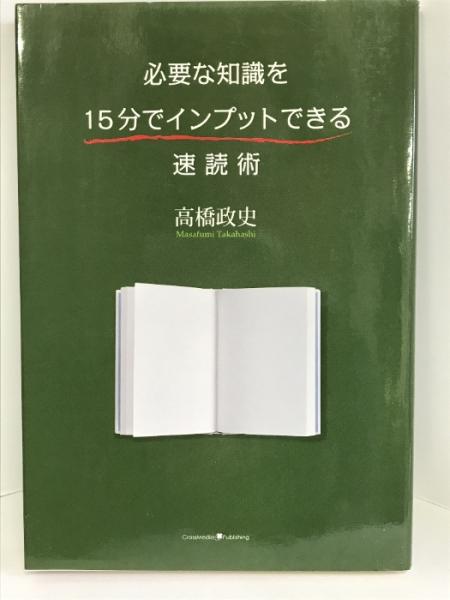 必要な知識を
15分でインプットできる
速読術
高橋政史
Masafumi Takahashi
CrossMedia Publishing